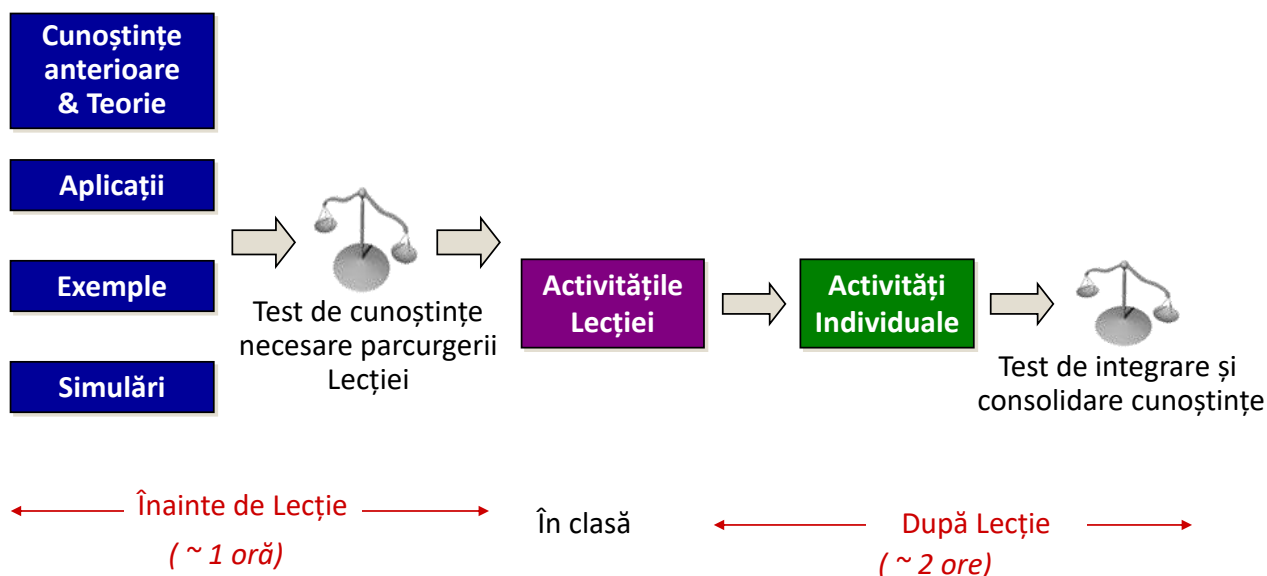 Cunoștințe
anterioare
& Teorie
Aplicații
Exemple
Simulări
Test de cunoștințe
necesare parcurgerii
Lecției
Activitățile
Lecției
Activități
Individuale
Test de integrare și
consolidare cunoștințe
Înainte de Lecție
( ~ 1 oră)
În clasă
După Lecție
( ~ 2 ore)